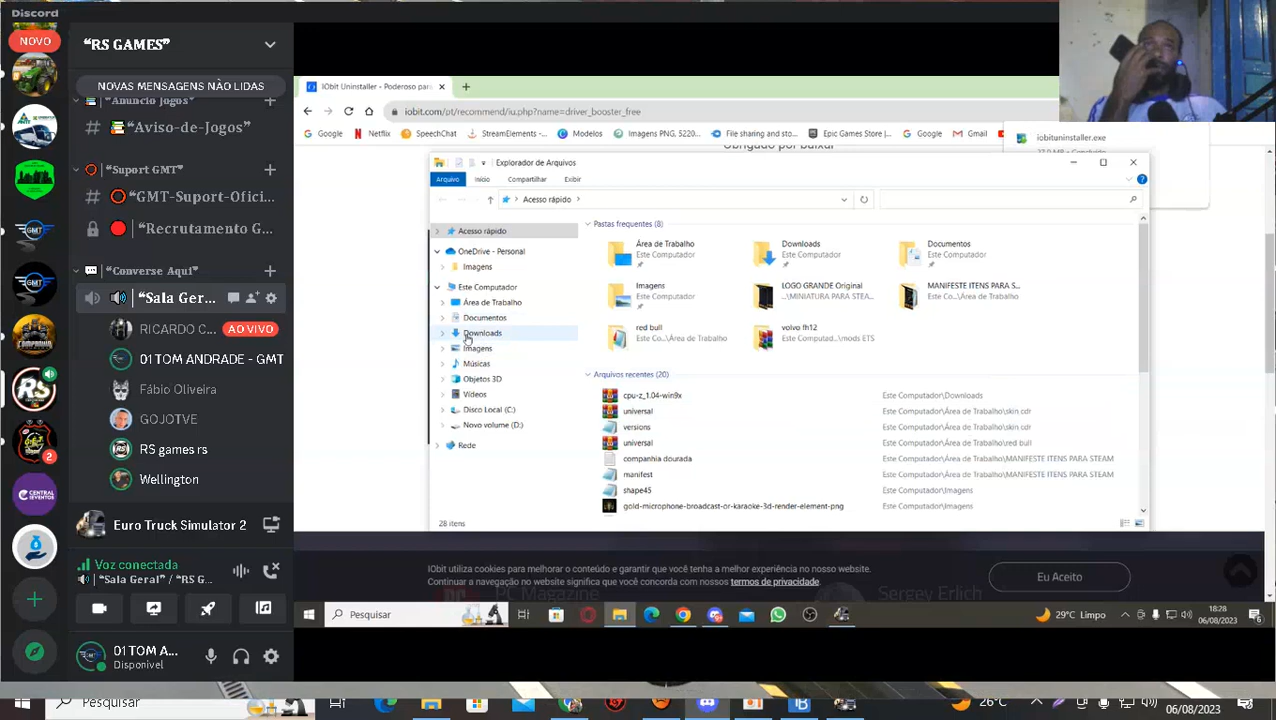 Discord
NOVO
“RS GAMES”
NOVAS MENSAGENS NÃO LIDAS
"Anúncio Jogos"
"Aviso-de-Jogos”
"Suport GMT"
"GMT-Suport-Ofici...
"Recrutamento G...
"Converse Aqui"
"Sala Ger...
RICARDO C...
AO VIVO
01 TOM ANDRADE - GMT
Fábio Oliveira
GOJOTVE
RS games rs
Wellington
2
CENTRAL
Euro Truck Simulator 2
Voz conectada
"Sala Geral" / "RS G...
01 TOM A...
Disponível
IObit Uninstaller - Poderoso par
iobit.com/pt/recommend/iu.php?name=driver_booster_free
Google
Netflix
SpeechChat
StreamElements -...
Modelos
Imagens PNG, 5220...
File sharing and sto...
Epic Games Store |...
Google
Gmail
iobituninstaller.exe
Obrigado por baixar
Explorador de Arquivos
Arquivo
Início
Compartilhar
Exibir
Acesso rápido
Acesso rápido
OneDrive - Personal
Imagens
Este Computador
Área de Trabalho
Documentos
Downloads
Imagens
Músicas
Objetos 3D
Vídeos
Disco Local (C:)
Novo volume (D:)
Rede
28 itens
Pastas frequentes (8)
Área de Trabalho
Este Computador
Downloads
Este Computador
Documentos
Este Computador
Imagens
Este Computador
LOGO GRANDE Original
...\MINIATURA PARA STEA...
MANIFESTE ITENS PARA S...
Este Co...\Área de Trabalho
red bull
Este Co...\Área de Trabalho
volvo fh12
Este Computad...\mods ETS
Arquivos recentes (20)
cpu-z_1.04-win9x
Este Computador\Downloads
universal
Este Computador\Área de Trabalho\skin cdr
versions
Este Computador\Área de Trabalho\skin cdr
universal
Este Computador\Área de Trabalho\red bull
companhia dourada
Este Computador\Área de Trabalho\MANIFESTE ITENS PARA STEAM
manifest
Este Computador\Área de Trabalho\MANIFESTE ITENS PARA STEAM
shape45
Este Computador\Imagens
gold-microphone-broadcast-or-karaoke-3d-render-element-png
Este Computador\Imagens
IObit utiliza cookies para melhorar o conteúdo e garantir que você tenha a melhor experiência no nosso website.
Continuar a navegação no website significa que você concorda com nossos termos de privacidade.
Eu Aceito
PC Magazine
Sergey Erlich
Pesquisar
29°C Limpo
18:28
06/08/2023
6
Pesquisar
26°C
06/08/2023